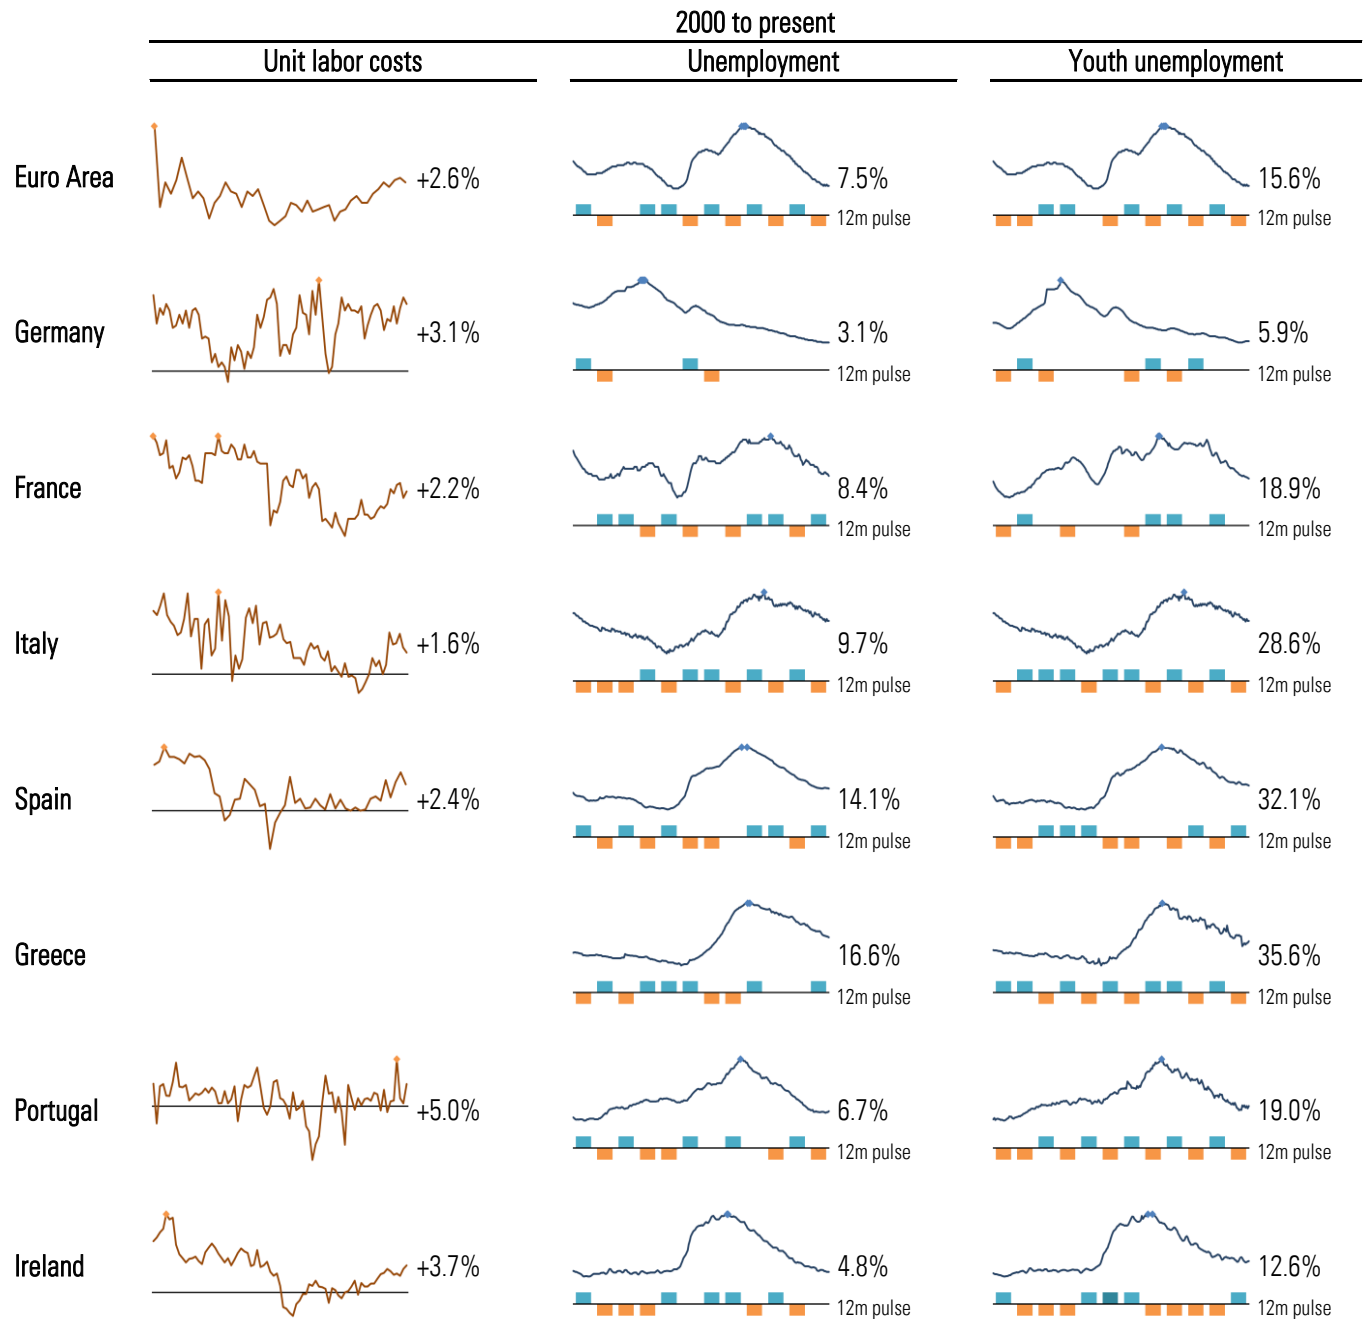 2000 to present
Unit labor costs Unemployment Youth unemployment
Euro Area +2.6% 7.5% 15.6%
12m pulse 12m pulse
Germany +3.1% 3.1% 5.9%
12m pulse 12m pulse
France +2.2% 8.4% 18.9%
12m pulse 12m pulse
Italy +1.6% 9.7% 28.6%
12m pulse 12m pulse
Spain +2.4% 14.1% 32.1%
12m pulse 12m pulse
Greece 16.6% 35.6%
12m pulse 12m pulse
Portugal +5.0% 6.7% 19.0%
12m pulse 12m pulse
Ireland +3.7% 4.8% 12.6%
12m pulse 12m pulse